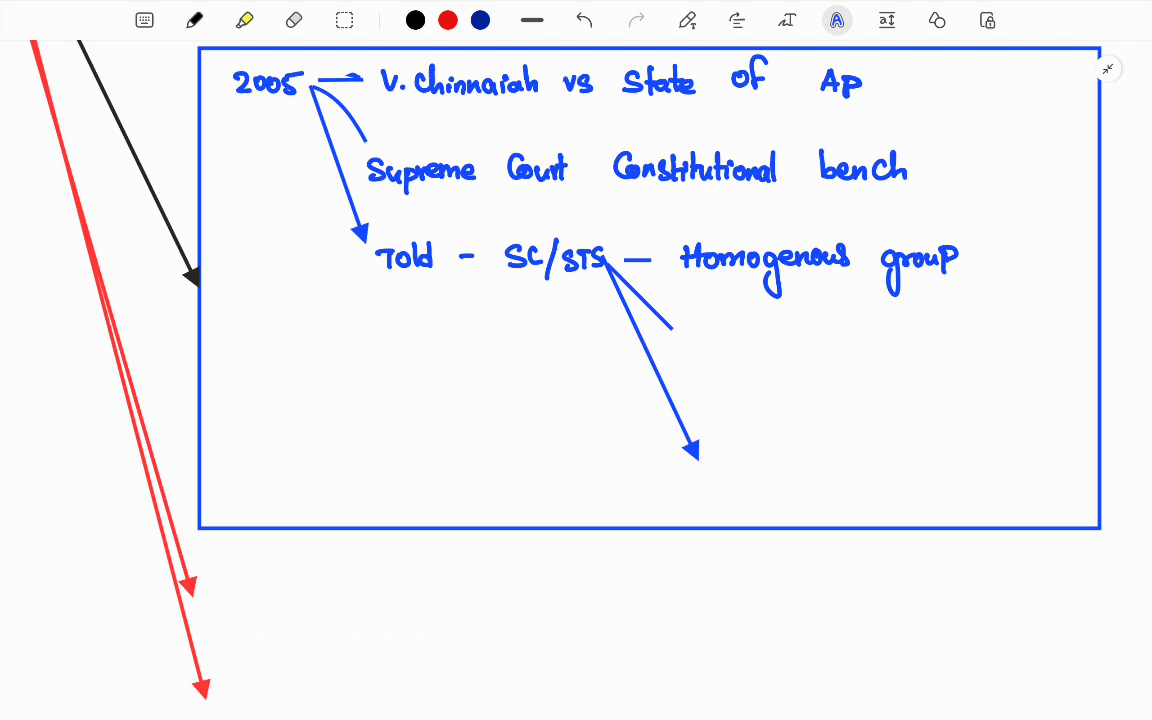 2005 → V. Chinnaiah vs State of AP
Supreme Court Constitutional bench
Told - SC/STs - Homogenous group